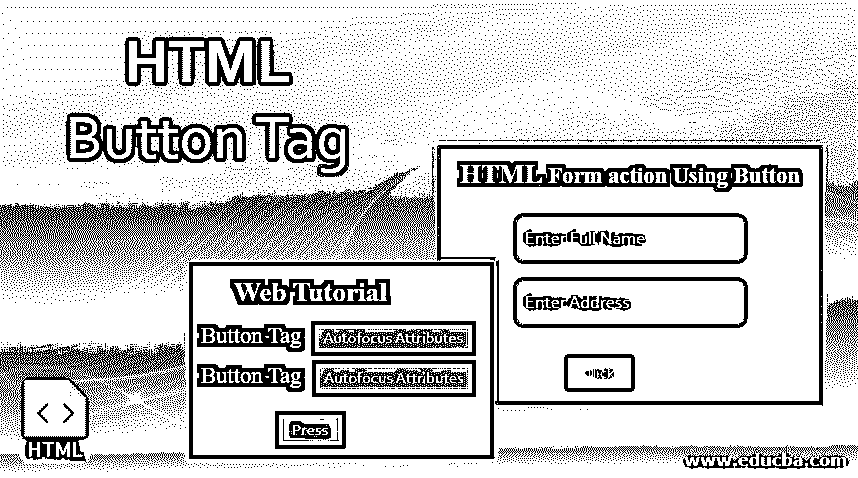 HTML
Button Tag
HTML Form action Using Button
Enter Full Name
Enter Address
Click
Web Tutorial
Button Tag Autofocus Attributes
Button Tag Autofocus Attributes
Press
HTML
www.educba.com